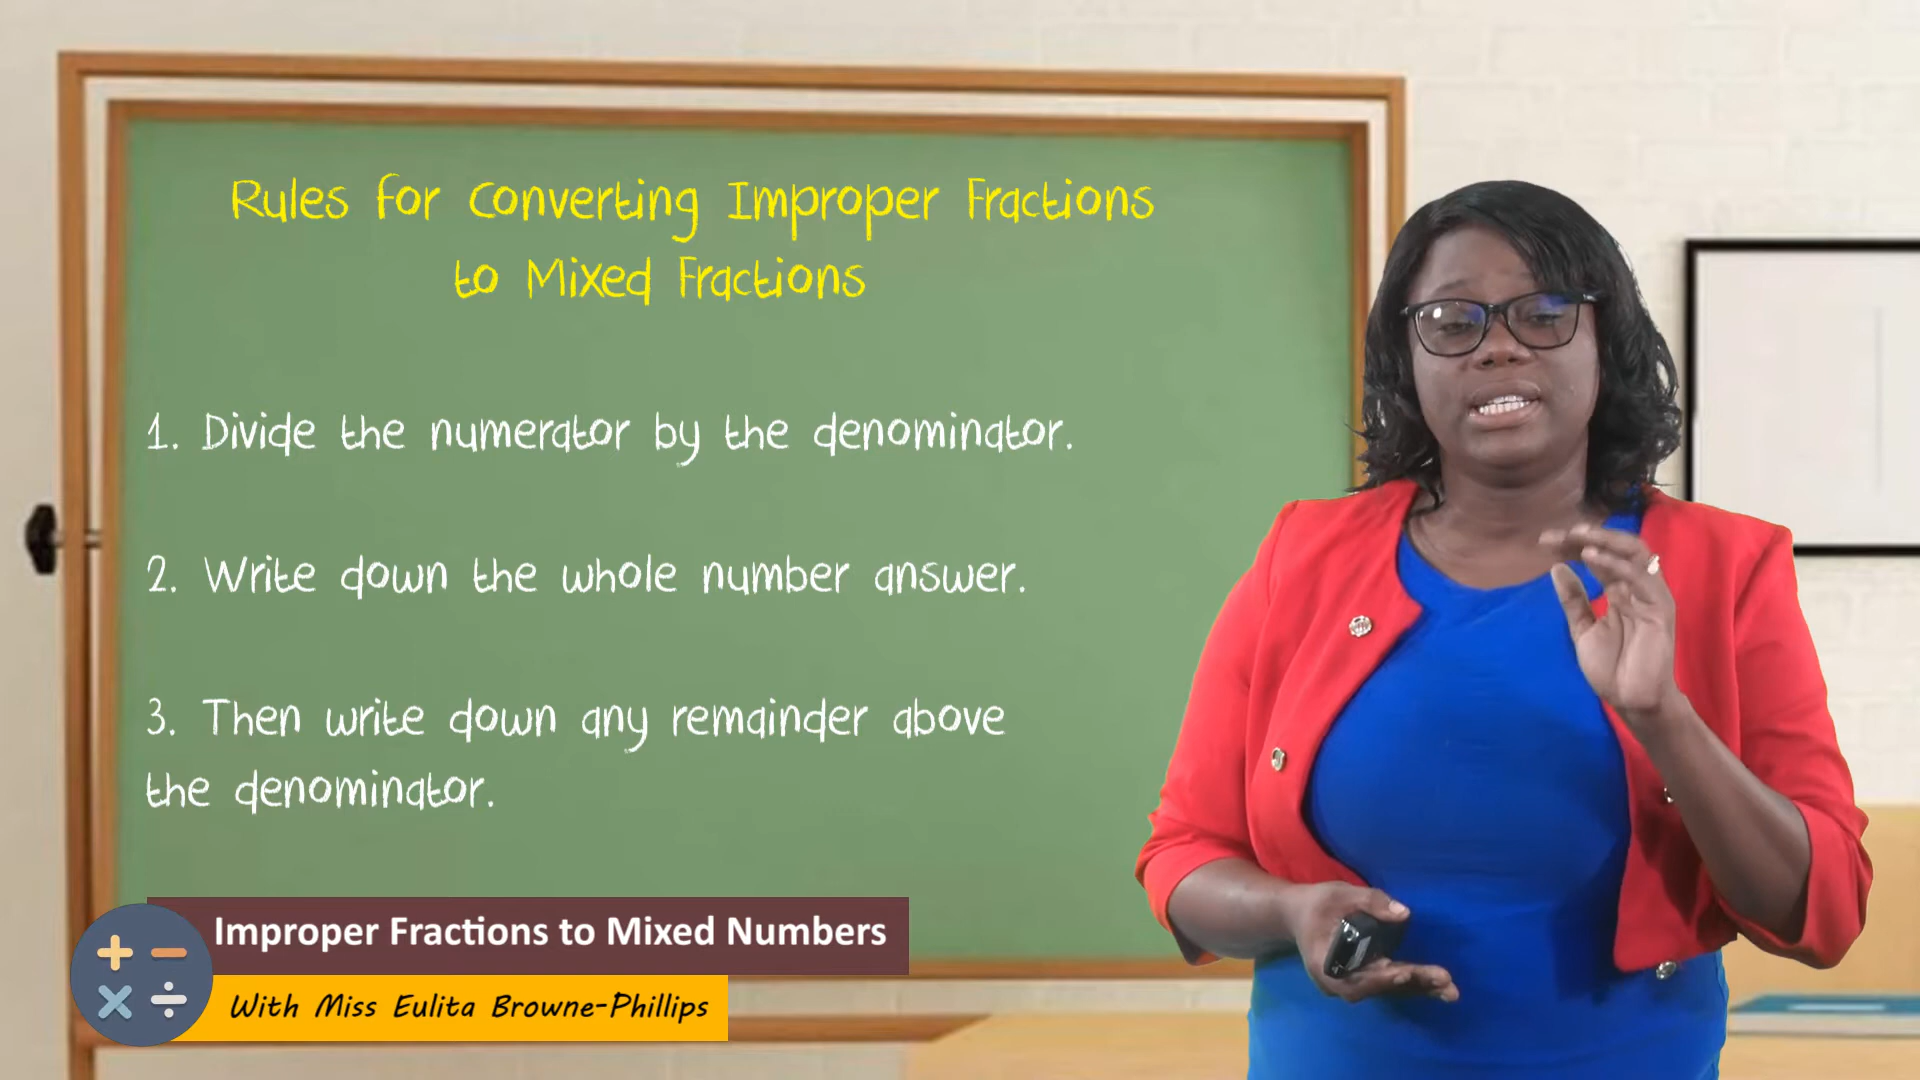 Rules for Converting Improper Fractions
to Mixed Fractions
1. Divide the numerator by the denominator.
2. Write down the whole number answer.
3. Then write down any remainder above
the denominator.
Improper Fractions to Mixed Numbers
With Miss Eulita Browne-Phillips